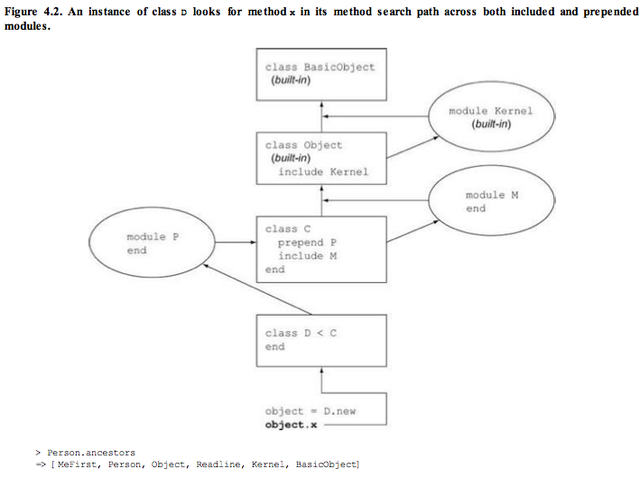 Figure 4.2. An instance of class D looks for method x in its method search path across both included and prepended
modules.
class BasicObject
(built-in)
module Kernel
(built-in)
class Object
(built-in)
include Kernel
module M
end
class C
prepend P
include M
end
module P
end
class D < C
end
object = D.new
object.x
> Person.ancestors
=> [ MeFirst, Person, Object, Readline, Kernel, BasicObject]